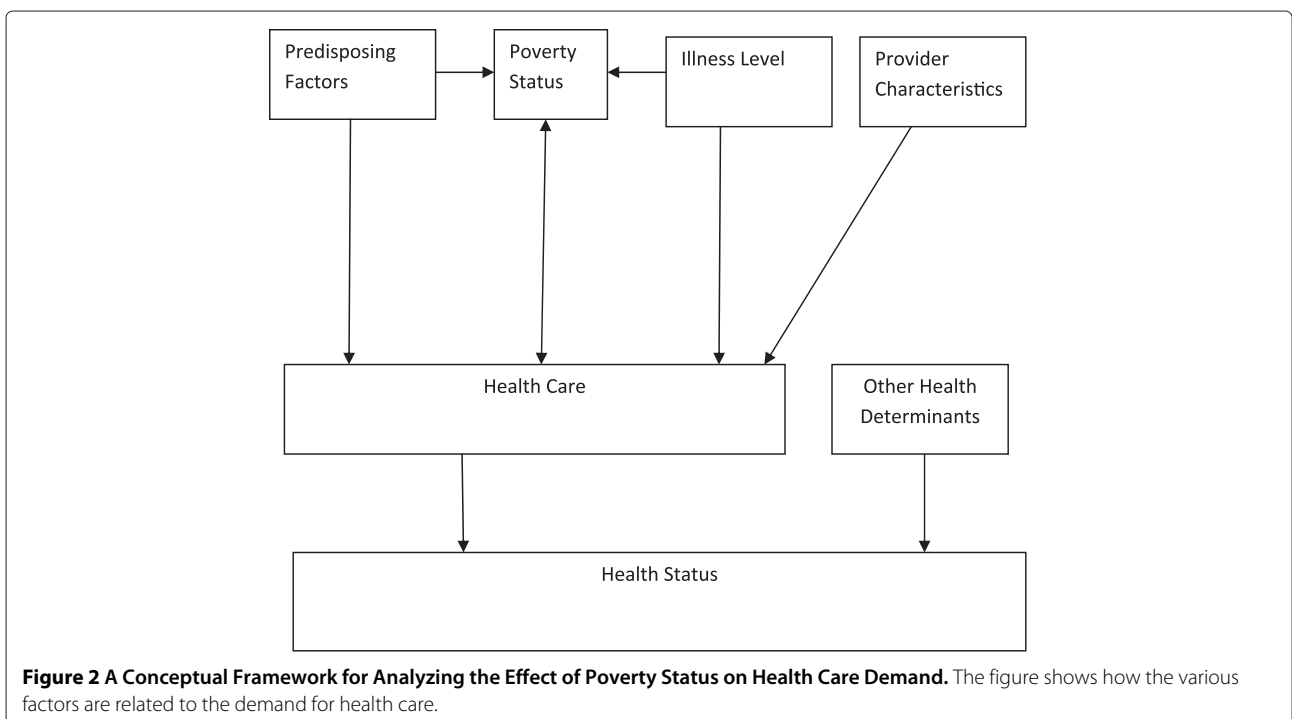 Predisposing
Factors
Poverty
Status
Illness Level
Provider
Characteristics
Health Care
Other Health
Determinants
Health Status
Figure 2 A Conceptual Framework for Analyzing the Effect of Poverty Status on Health Care Demand. The figure shows how the various
factors are related to the demand for health care.